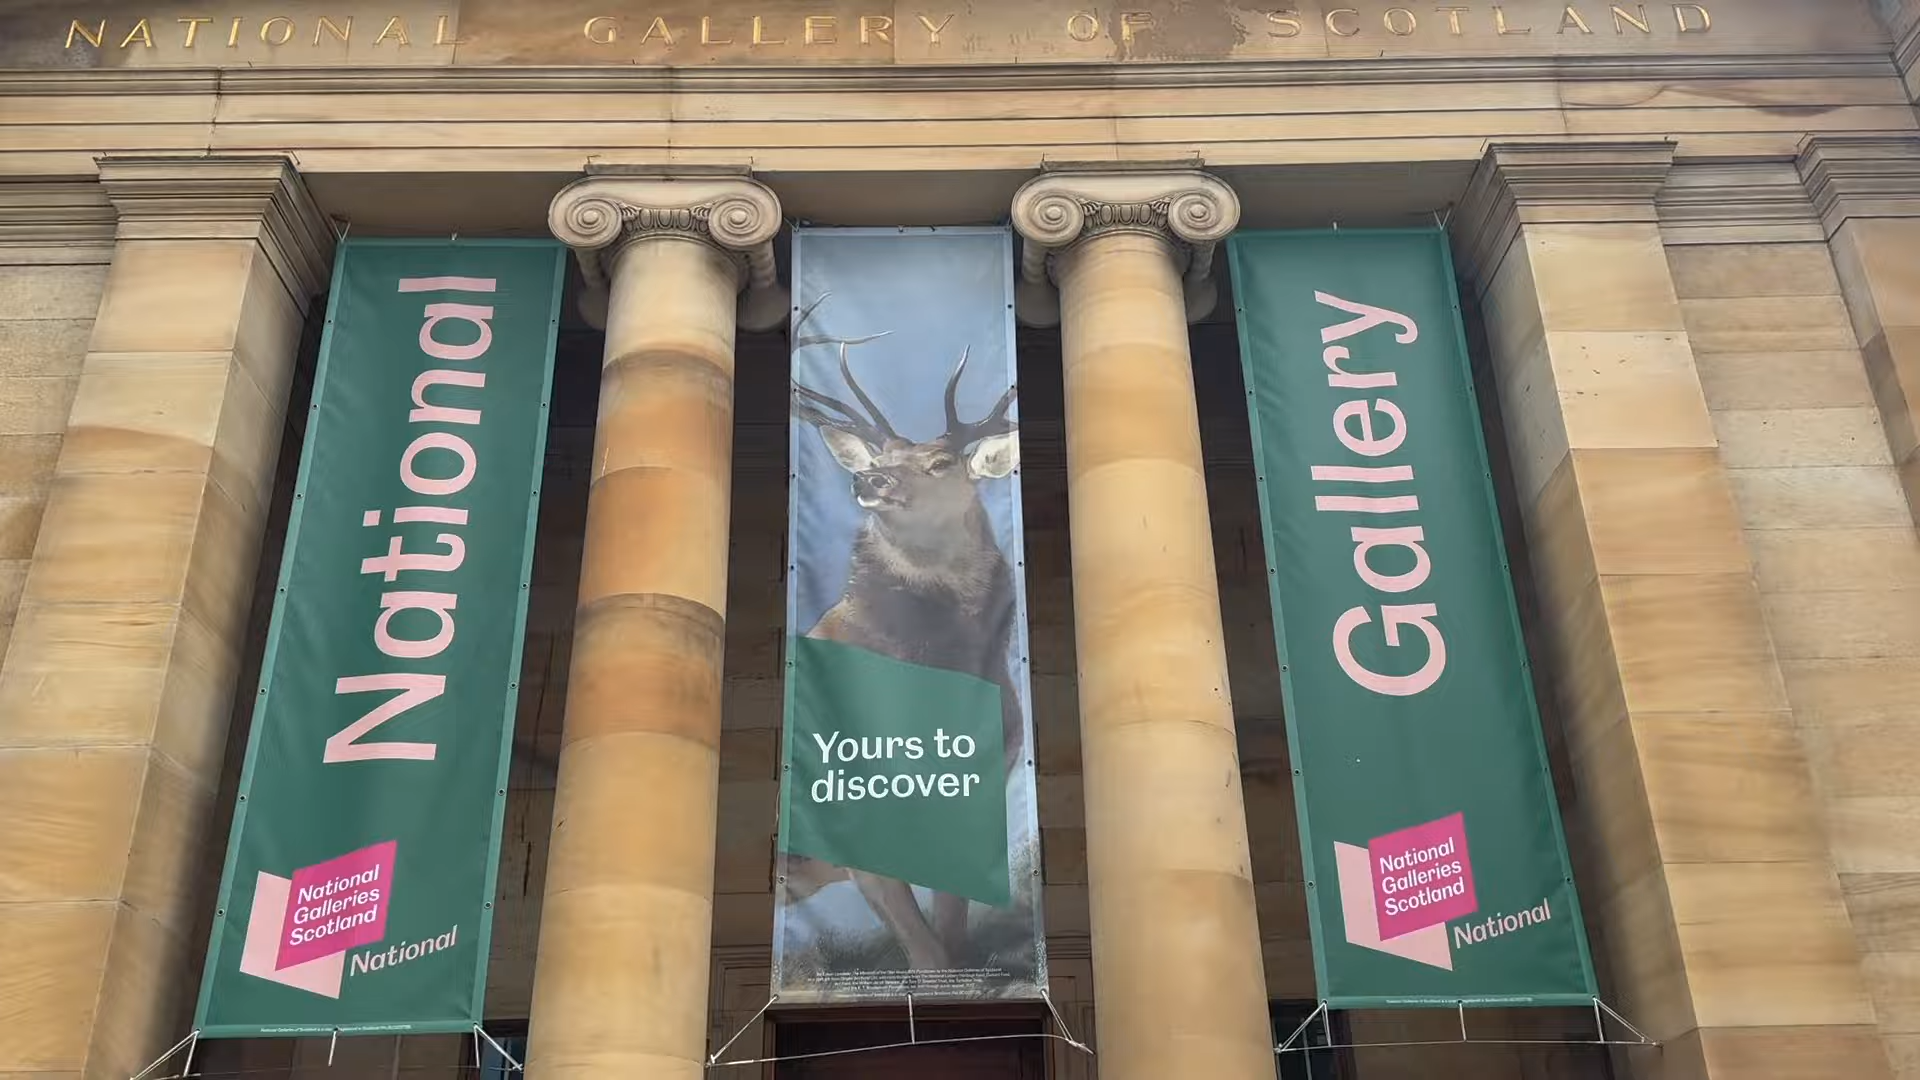 NATIONAL GALLERY OF SCOTLAND
National
National
Galleries
Scotland
National
Yours to
discover
Gallery
National
Galleries
Scotland
National